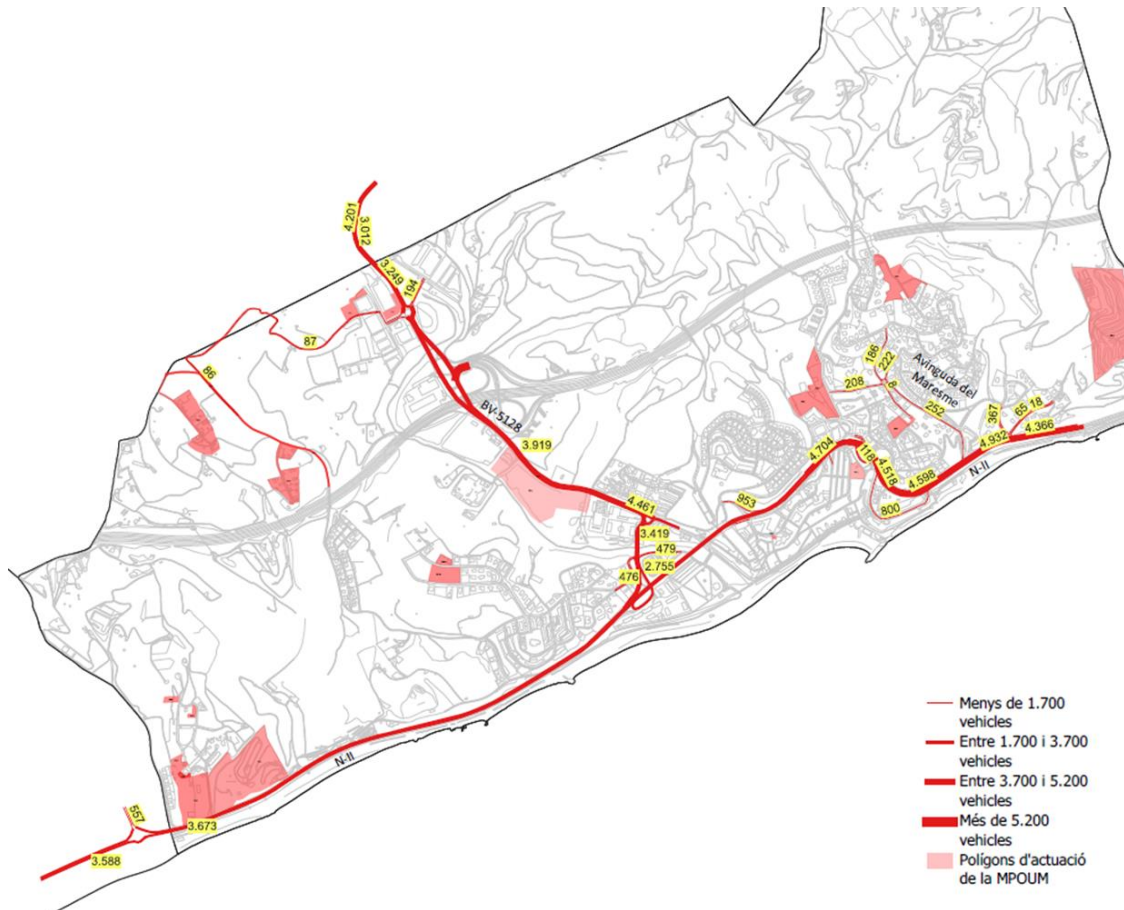 4.201
3.012
3.249
194
87
86
BV-5128
3.919
186
222
Avinguda del
Maresme
208
8
252
367
65
18
4.932
4.366
N-II
4.704
118
4.518
4.598
800
953
4.461
3.419
479
2.755
476
N-II
557
3.673
3.588
Menys de 1.700
vehicles
Entre 1.700 i 3.700
vehicles
Entre 3.700 i 5.200
vehicles
Més de 5.200
vehicles
Polígons d'actuació
de la MPOUM